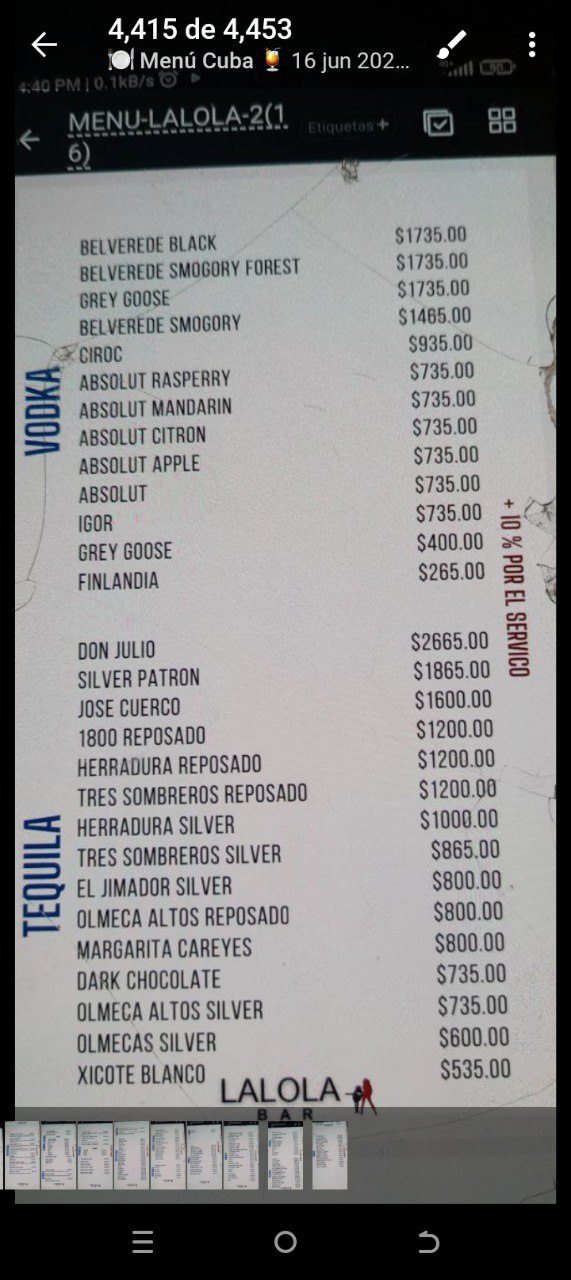 4,415 de 4,453
🍽️ Menú Cuba 🍹 16 jun 202...
4:40 PM | 0.1kB/s
MENU-LALOLA-2(1
6)
Etiquetas +
VODKA
BELVEREDE BLACK $1735.00
BELVEREDE SMOGORY FOREST $1735.00
GREY GOOSE $1735.00
BELVEREDE SMOGORY $1465.00
CIROC $935.00
ABSOLUT RASPERRY $735.00
ABSOLUT MANDARIN $735.00
ABSOLUT CITRON $735.00
ABSOLUT APPLE $735.00
ABSOLUT $735.00
IGOR $735.00
GREY GOOSE $400.00
FINLANDIA $265.00
+ 10 % POR EL SERVICO
TEQUILA
DON JULIO $2665.00
SILVER PATRON $1865.00
JOSE CUERCO $1600.00
1800 REPOSADO $1200.00
HERRADURA REPOSADO $1200.00
TRES SOMBREROS REPOSADO $1200.00
HERRADURA SILVER $1000.00
TRES SOMBREROS SILVER $865.00
EL JIMADOR SILVER $800.00
OLMECA ALTOS REPOSADO $800.00
MARGARITA CAREYES $800.00
DARK CHOCOLATE $735.00
OLMECA ALTOS SILVER $735.00
OLMECAS SILVER $600.00
XICOTE BLANCO $535.00
LALOLA
BAR